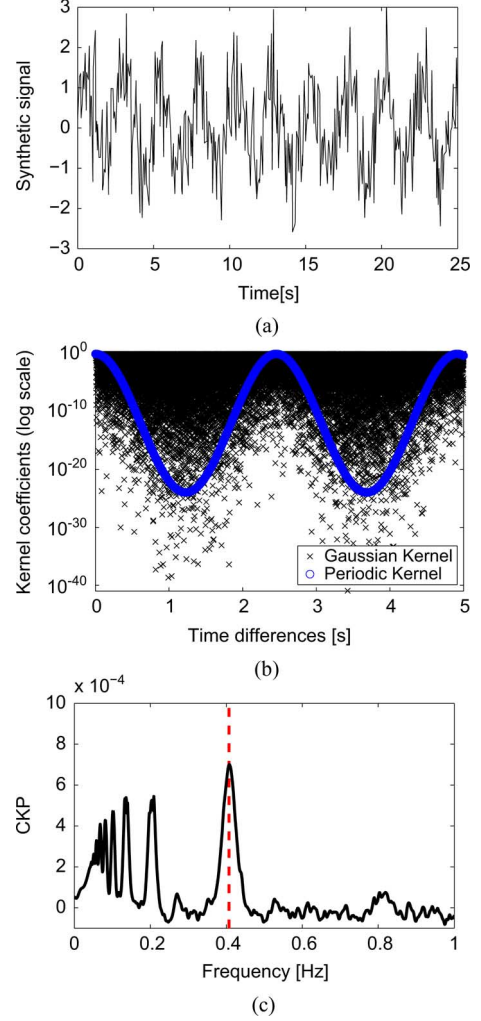 3
2
1
0
−1
−2
−3
Synthetic signal
0 5 10 15 20 25
Time[s]
(a)
10^0
10^-10
10^-20
10^-30
10^-40
Kernel coefficients (log scale)
× Gaussian Kernel
○ Periodic Kernel
0 1 2 3 4 5
Time differences [s]
(b)
x 10^−4
10
8
6
4
2
0
CKP
0 0.2 0.4 0.6 0.8 1
Frequency [Hz]
(c)